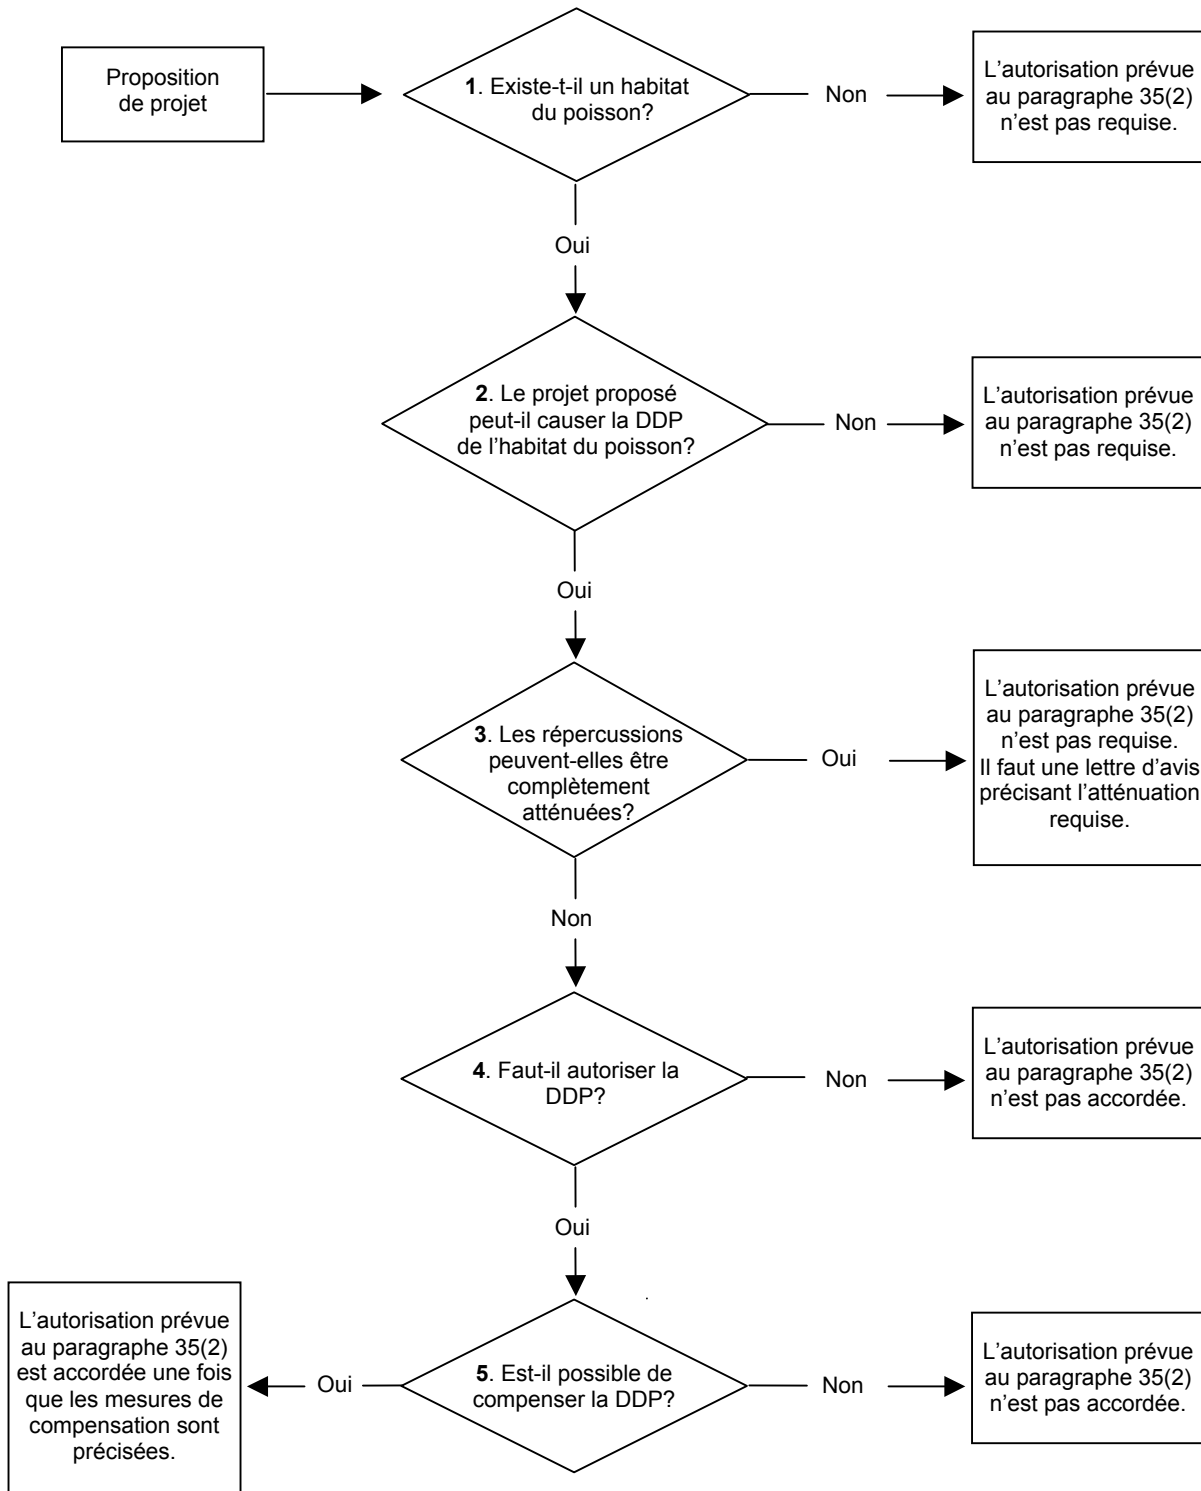 Proposition
de projet
1. Existe-t-il un habitat
du poisson?
Non
L’autorisation prévue
au paragraphe 35(2)
n’est pas requise.
Oui
2. Le projet proposé
peut-il causer la DDP
de l’habitat du poisson?
Non
L’autorisation prévue
au paragraphe 35(2)
n’est pas requise.
Oui
3. Les répercussions
peuvent-elles être
complètement
atténuées?
Oui
L’autorisation prévue
au paragraphe 35(2)
n’est pas requise.
Il faut une lettre d’avis
précisant l’atténuation
requise.
Non
4. Faut-il autoriser la
DDP?
Non
L’autorisation prévue
au paragraphe 35(2)
n’est pas accordée.
Oui
5. Est-il possible de
compenser la DDP?
Oui
L’autorisation prévue
au paragraphe 35(2)
est accordée une fois
que les mesures de
compensation sont
précisées.
Non
L’autorisation prévue
au paragraphe 35(2)
n’est pas accordée.